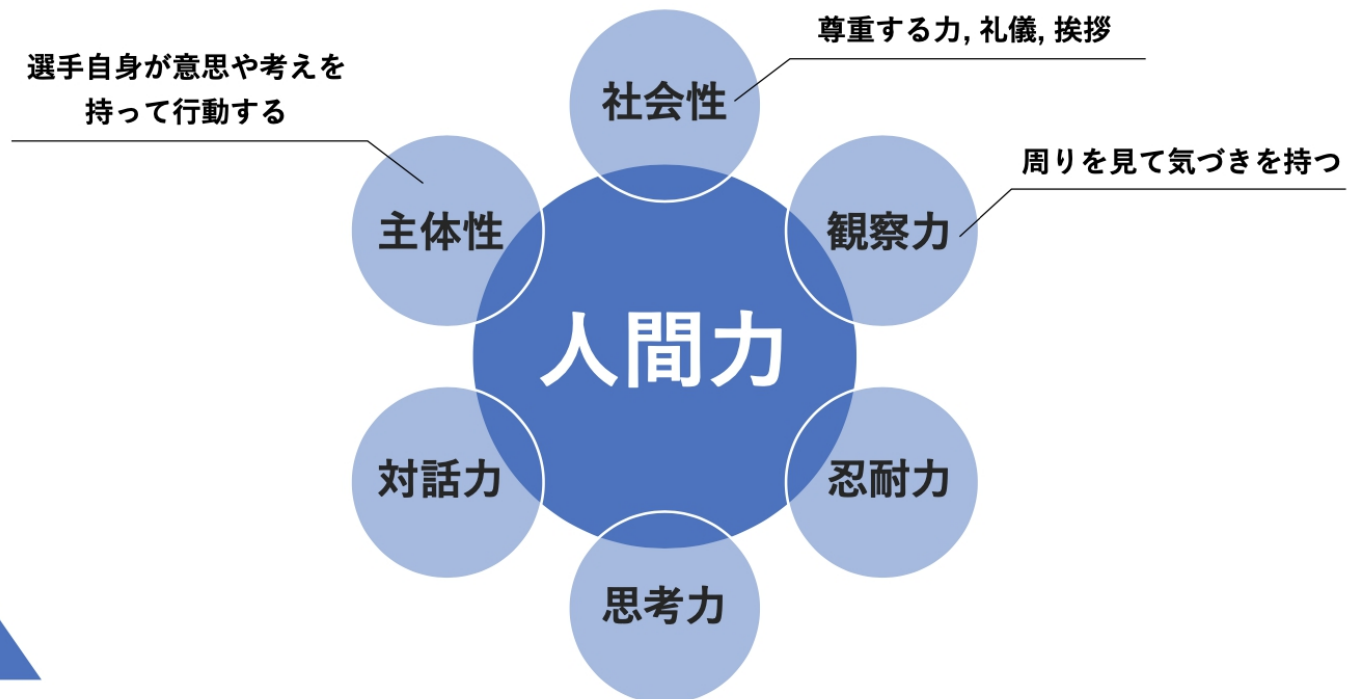 尊重する力, 礼儀, 挨拶
選手自身が意思や考えを
持って行動する
社会性
周りを見て気づきを持つ
主体性
観察力
人間力
対話力
忍耐力
思考力